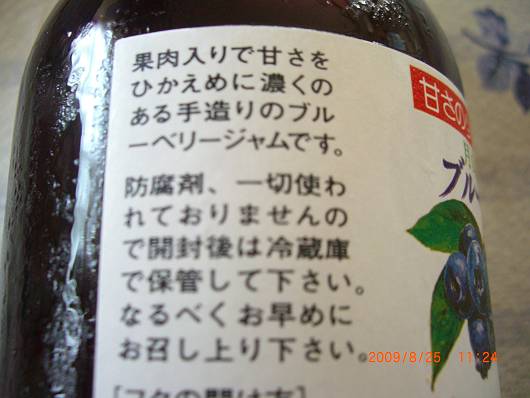 果肉入りで甘さを
ひかえめに濃くの
ある手造りのブル
ーベリージャムです。
防腐剤、一切使わ
れておりませんの
で開封後は冷蔵庫
で保管して下さい。
なるべくお早めに
お召し上り下さい。
甘さの
ブル
2009/8/25 11:24